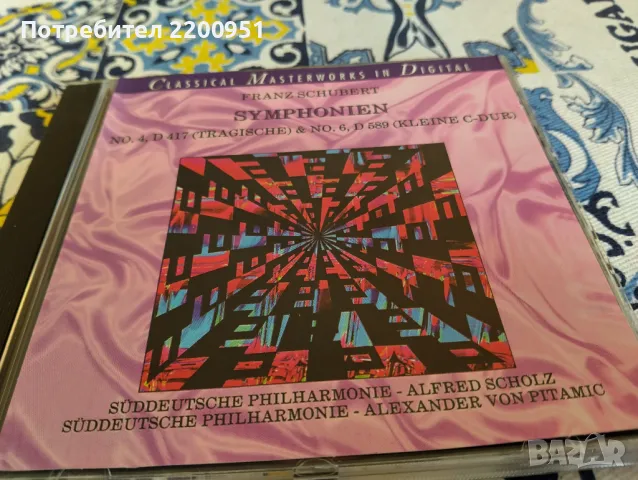 Потребител 2200951
CLASSICAL MASTERWORKS IN DIGITAL
FRANZ SCHUBERT
SYMPHONIEN
NO. 4, D 417 (TRAGISCHE) & NO. 6, D 589 (KLEINE C-DUR)
SÜDDEUTSCHE PHILHARMONIE - ALFRED SCHOLZ
SÜDDEUTSCHE PHILHARMONIE - ALEXANDER VON PITAMIC
BAZAR